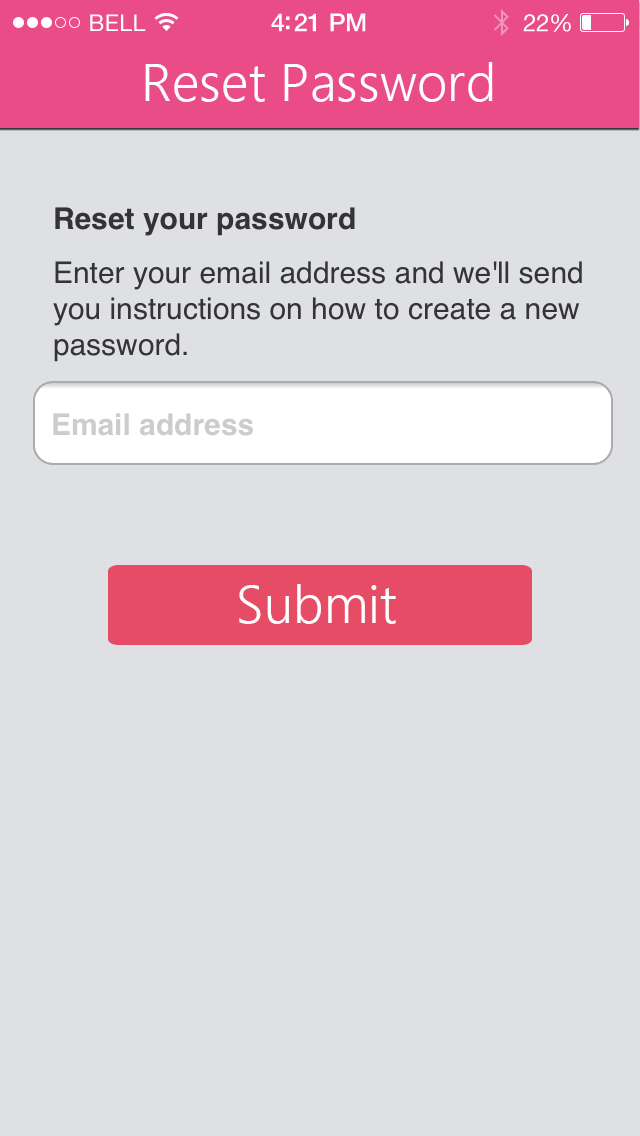 BELL 4:21 PM 22%
Reset Password
Reset your password
Enter your email address and we'll send
you instructions on how to create a new
password.
Email address
Submit